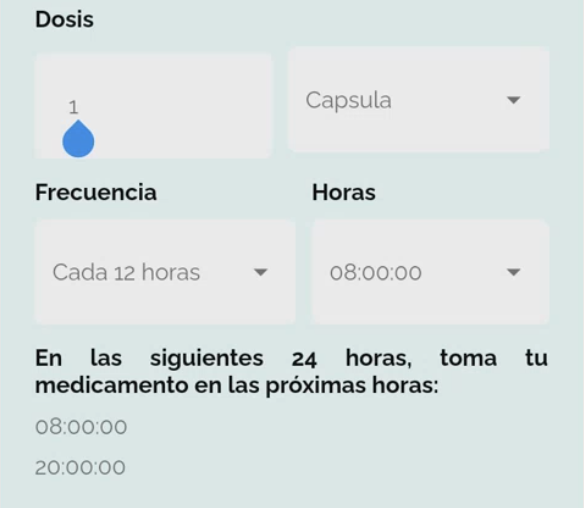 Dosis
1
Capsula
Frecuencia
Horas
Cada 12 horas
08:00:00
En las siguientes 24 horas, toma tu
medicamento en las próximas horas:
08:00:00
20:00:00